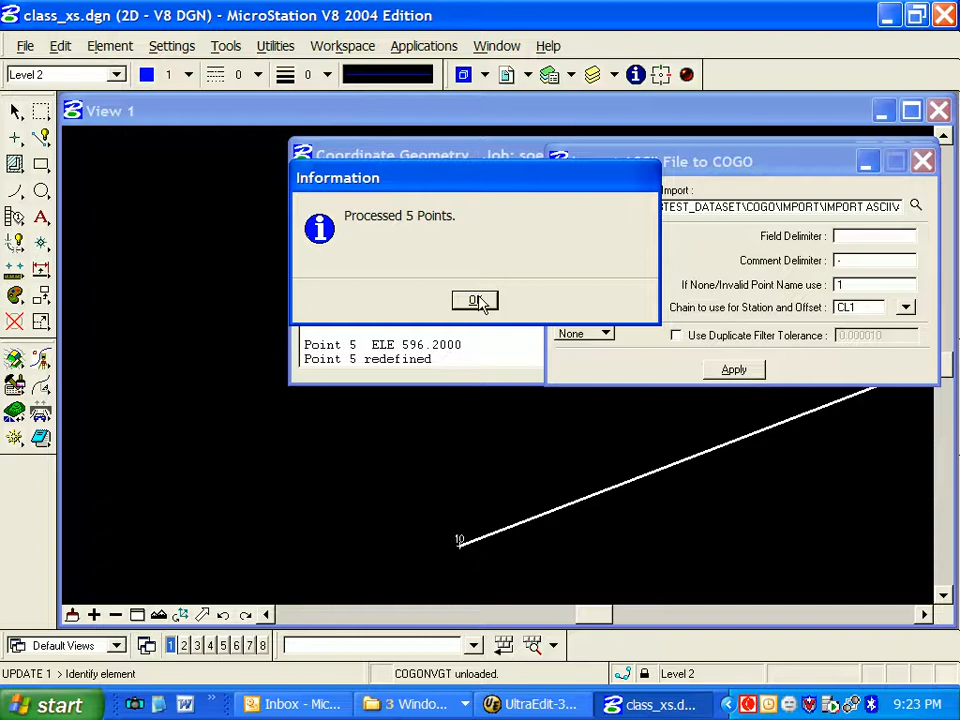 class_xs.dgn (2D - V8 DGN) - MicroStation V8 2004 Edition
File Edit Element Settings Tools Utilities Workspace Applications Window Help
Level 2 1 0 0
View 1
Coordinate Geometry Job:
File to COGO
Information
Import :
TEST_DATASET\COGO\IMPORT\IMPORT ASCII\
Processed 5 Points.
Field Delimiter :
Comment Delimiter :
If None/Invalid Point Name use : 1
Chain to use for Station and Offset : CL1
None Use Duplicate Filter Tolerance : 0.000010
Point 5 ELE 596.2000
Point 5 redefined
Apply
10
Default Views 1 2 3 4 5 6 7 8
UPDATE 1 > Identify element COGONVGT unloaded. Level 2
start Inbox - Mic... 3 Windo... UltraEdit-3... class_xs.d... 9:23 PM